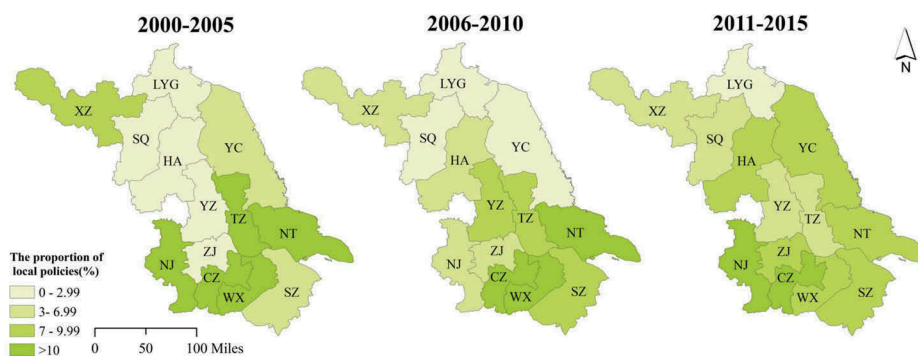 2000-2005
2006-2010
2011-2015
N
LYG
XZ
SQ
HA
YC
YZ
TZ
NT
ZJ
NJ
CZ
WX
SZ
LYG
XZ
SQ
HA
YC
YZ
TZ
NT
ZJ
NJ
CZ
WX
SZ
LYG
XZ
SQ
HA
YC
YZ
TZ
NT
ZJ
NJ
CZ
WX
SZ
The proportion of
local policies(%)
0 - 2.99
3- 6.99
7 - 9.99
>10
0 50 100 Miles